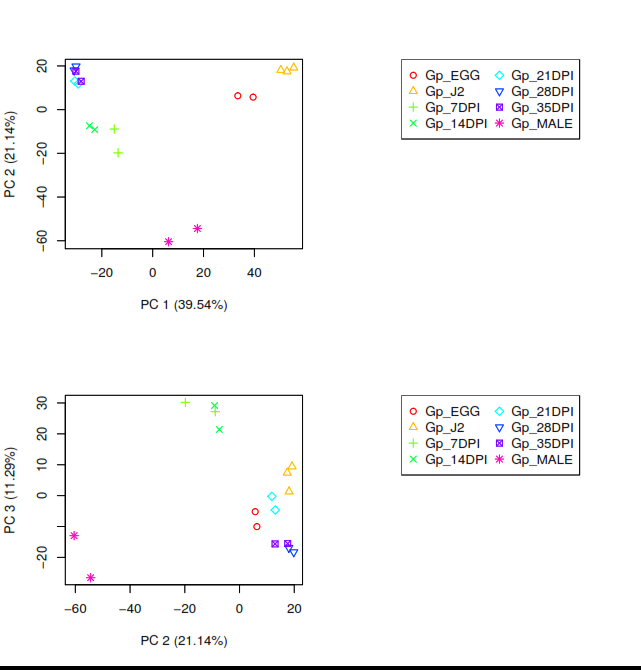 20
0
−20
−40
−60
PC 2 (21.14%)
−20 0 20 40
PC 1 (39.54%)
Gp_EGG Gp_21DPI
Gp_J2 Gp_28DPI
Gp_7DPI Gp_35DPI
Gp_14DPI Gp_MALE
30
20
10
0
−20
PC 3 (11.29%)
−60 −40 −20 0 20
PC 2 (21.14%)
Gp_EGG Gp_21DPI
Gp_J2 Gp_28DPI
Gp_7DPI Gp_35DPI
Gp_14DPI Gp_MALE